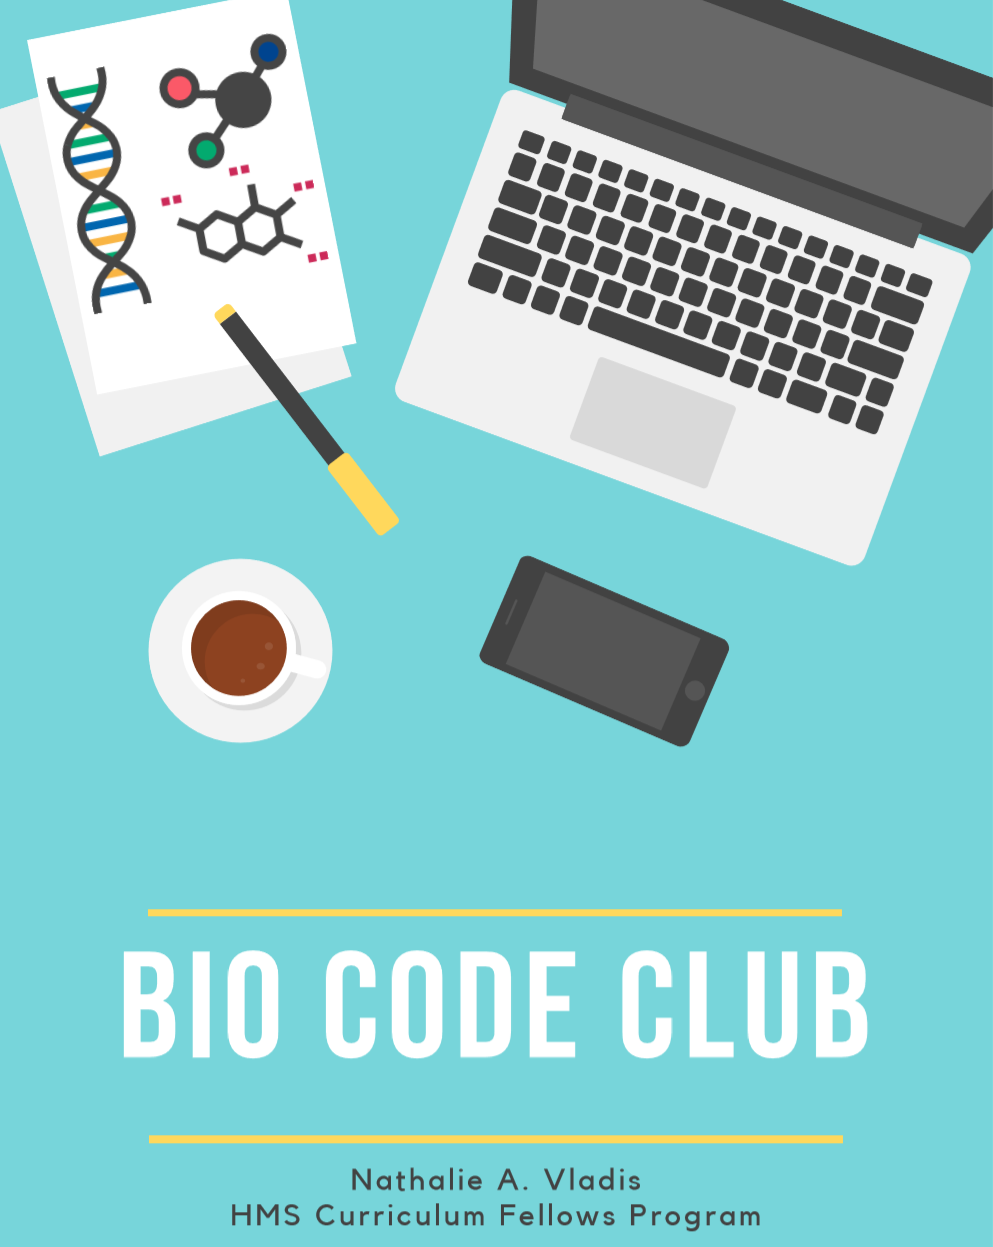 BIO CODE CLUB
Nathalie A. Vladis
HMS Curriculum Fellows Program